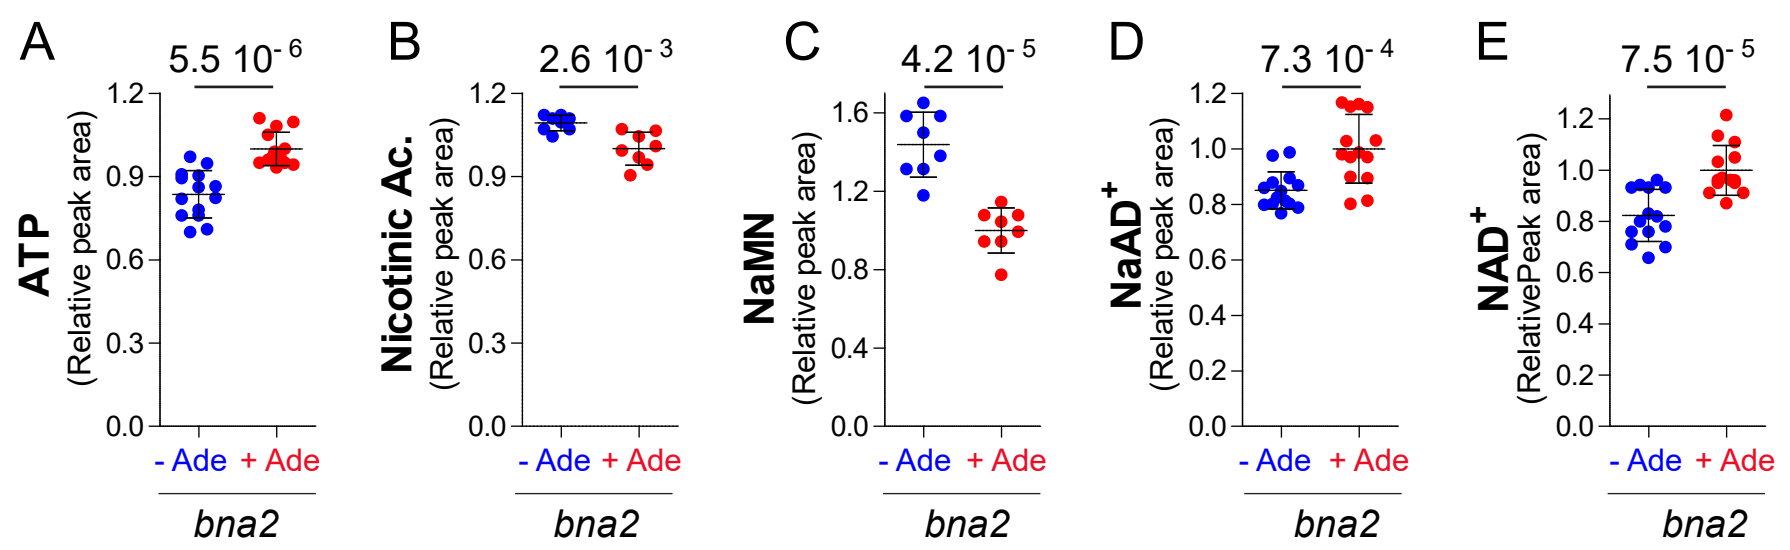 A
5.5 10⁻⁶
ATP
(Relative peak area)
1.2
0.9
0.6
0.3
0.0
- Ade + Ade
bna2
B
2.6 10⁻³
Nicotinic Ac.
(Relative peak area)
1.2
0.9
0.6
0.3
0.0
- Ade + Ade
bna2
C
4.2 10⁻⁵
NaMN
(Relative peak area)
1.6
1.2
0.8
0.4
0.0
- Ade + Ade
bna2
D
7.3 10⁻⁴
NaAD⁺
(Relative peak area)
1.2
1.0
0.8
0.6
0.4
0.2
0.0
- Ade + Ade
bna2
E
7.5 10⁻⁵
NAD⁺
(RelativePeak area)
1.2
1.0
0.8
0.6
0.4
0.2
0.0
- Ade + Ade
bna2